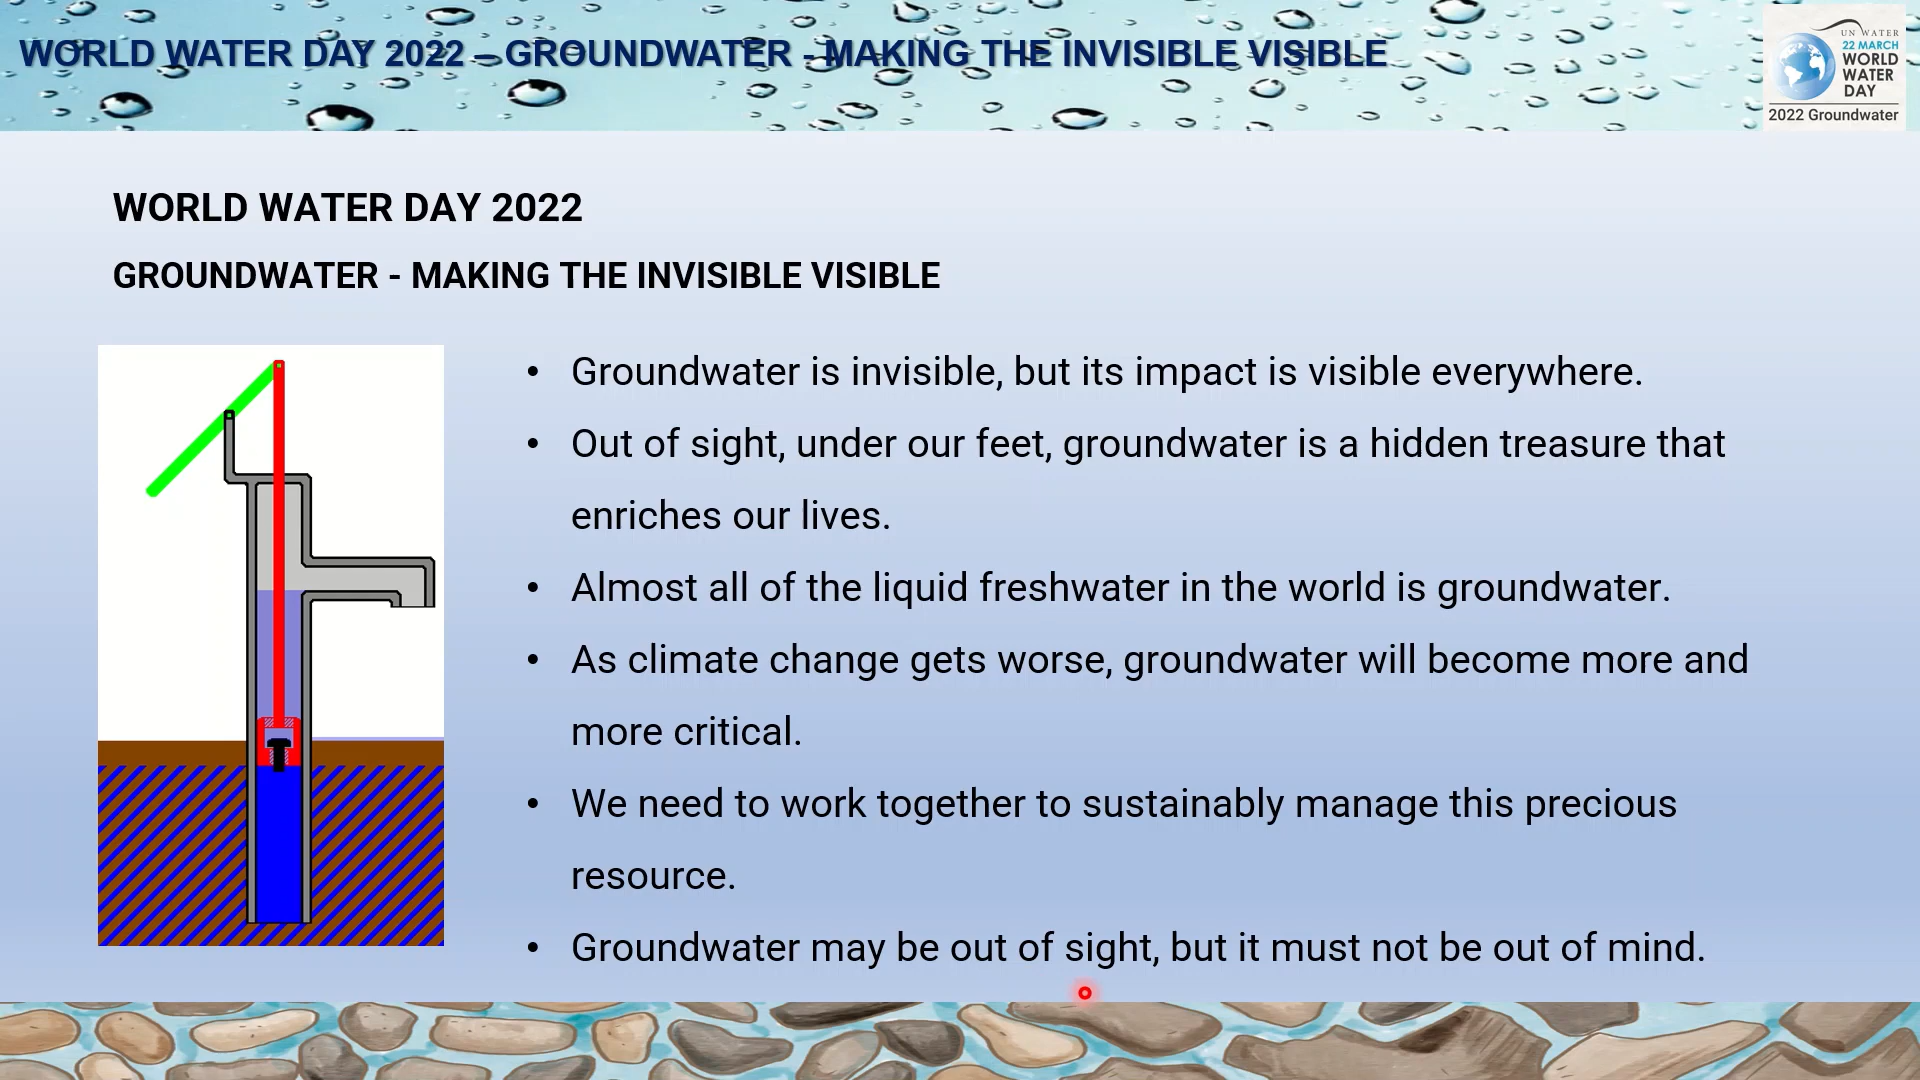 WORLD WATER DAY 2022 – GROUNDWATER - MAKING THE INVISIBLE VISIBLE
UN WATER
22 MARCH
WORLD
WATER
DAY
2022 Groundwater
WORLD WATER DAY 2022
GROUNDWATER - MAKING THE INVISIBLE VISIBLE
• Groundwater is invisible, but its impact is visible everywhere.
• Out of sight, under our feet, groundwater is a hidden treasure that
enriches our lives.
• Almost all of the liquid freshwater in the world is groundwater.
• As climate change gets worse, groundwater will become more and
more critical.
• We need to work together to sustainably manage this precious
resource.
• Groundwater may be out of sight, but it must not be out of mind.